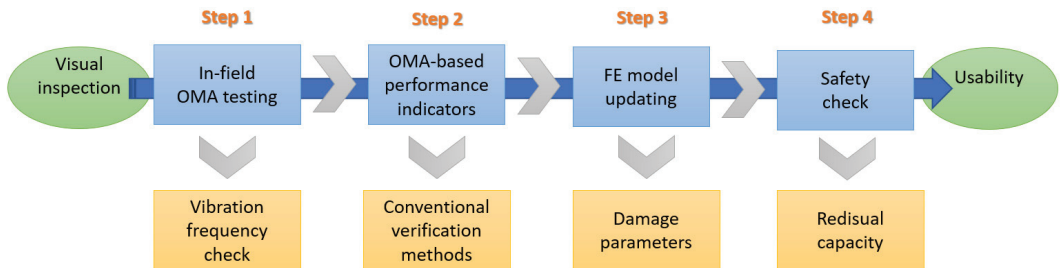 Step 1
Step 2
Step 3
Step 4
Visual
inspection
In-field
OMA testing
OMA-based
performance
indicators
FE model
updating
Safety
check
Usability
Vibration
frequency
check
Conventional
verification
methods
Damage
parameters
Redisual
capacity